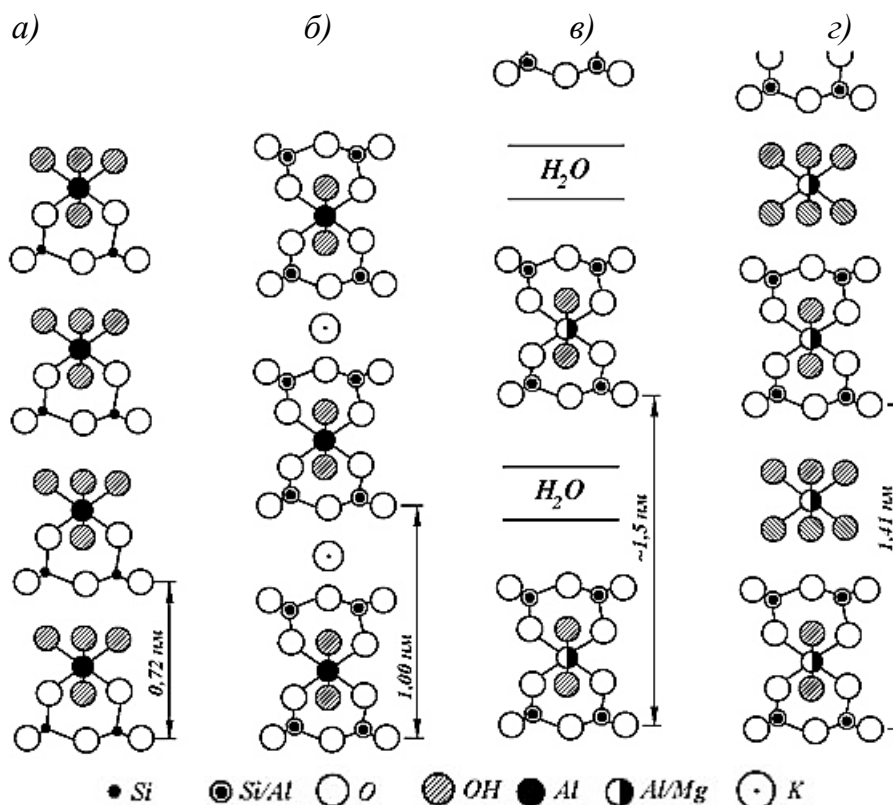 а) б) в) г)
H₂O
H₂O
0,72 нм
1,00 нм
~1,5 нм
1,41 нм
Si Si/Al O OH Al Al/Mg K